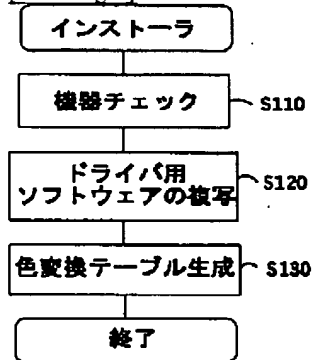 インストーラ
機器チェック
S110
ドライバ用
ソフトウェアの複写
S120
色変換テーブル生成
S130
終了